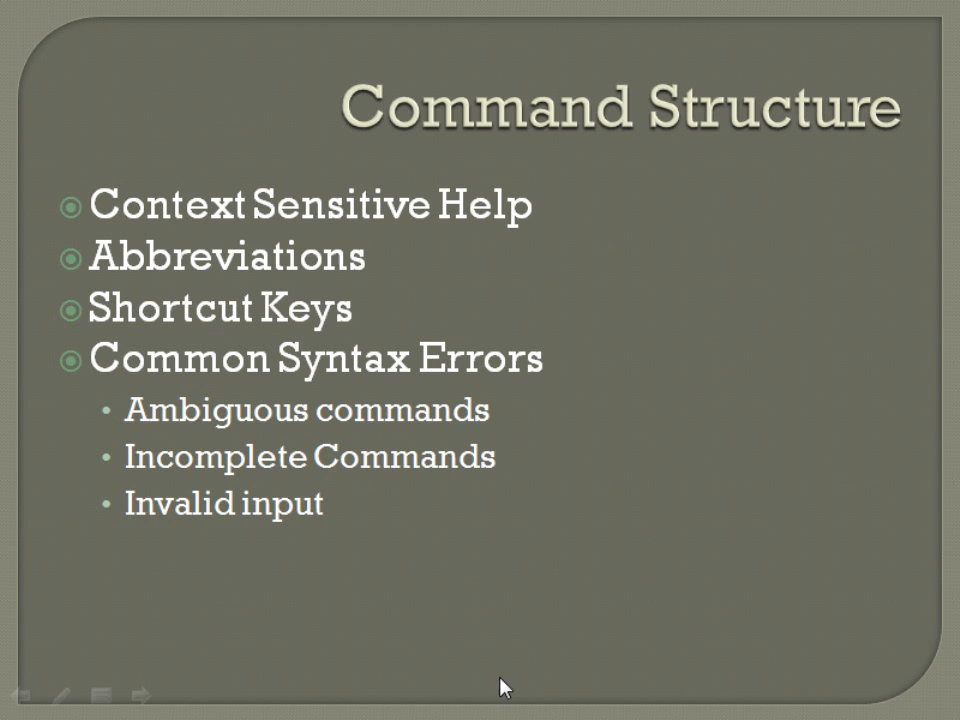 Command Structure
Context Sensitive Help
Abbreviations
Shortcut Keys
Common Syntax Errors
Ambiguous commands
Incomplete Commands
Invalid input